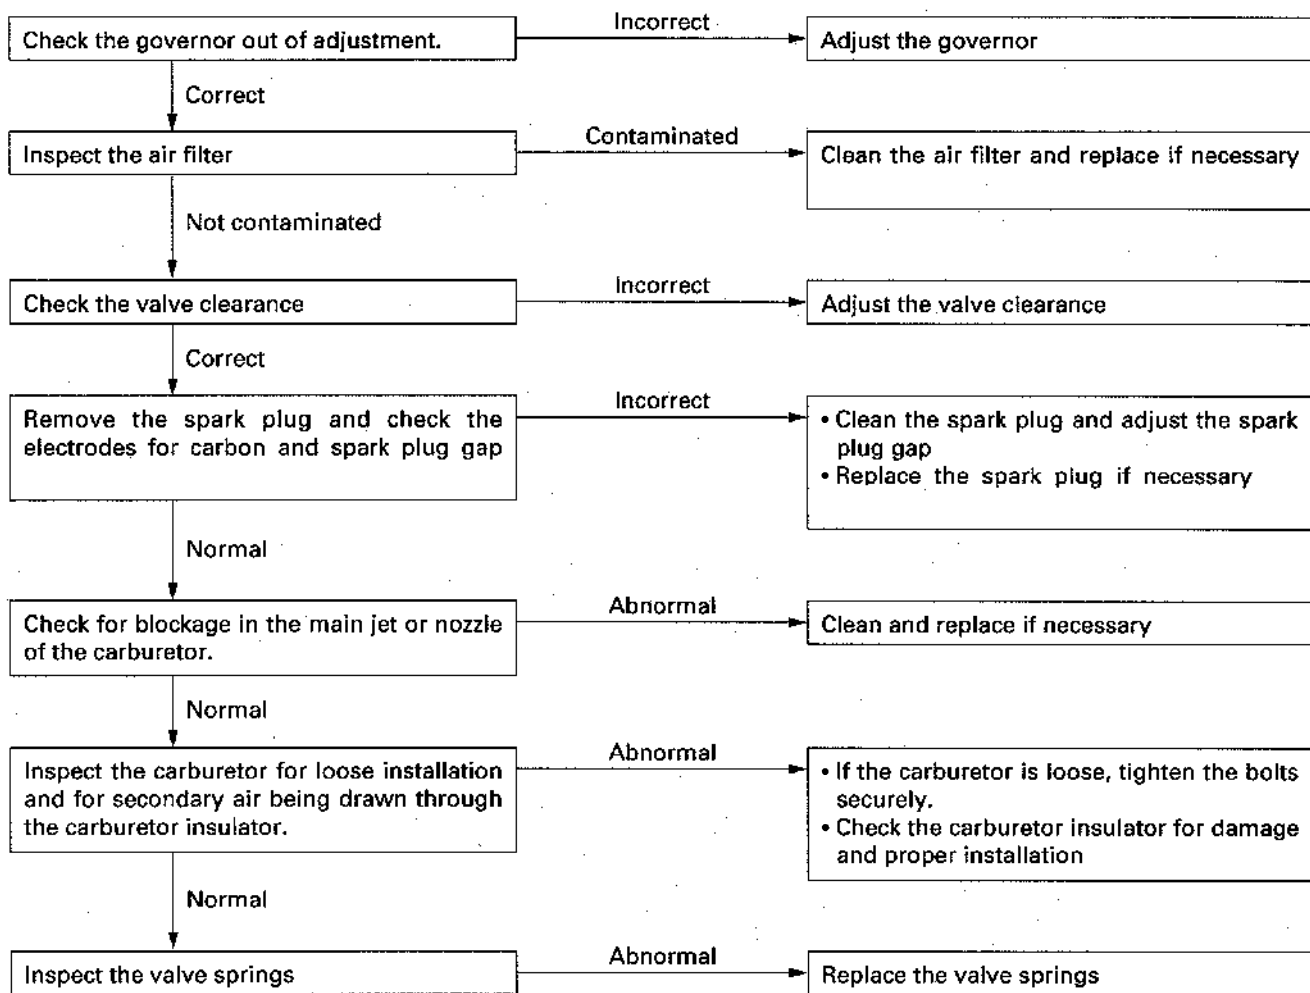 Incorrect
Check the governor out of adjustment.
Adjust the governor
Correct
Contaminated
Inspect the air filter
Clean the air filter and replace if necessary
Not contaminated
Incorrect
Check the valve clearance
Adjust the valve clearance
Correct
Incorrect
Remove the spark plug and check the
electrodes for carbon and spark plug gap
• Clean the spark plug and adjust the spark
plug gap
• Replace the spark plug if necessary
Normal
Abnormal
Check for blockage in the main jet or nozzle
of the carburetor.
Clean and replace if necessary
Normal
Abnormal
Inspect the carburetor for loose installation
and for secondary air being drawn through
the carburetor insulator.
• If the carburetor is loose, tighten the bolts
securely.
• Check the carburetor insulator for damage
and proper installation
Normal
Abnormal
Inspect the valve springs
Replace the valve springs